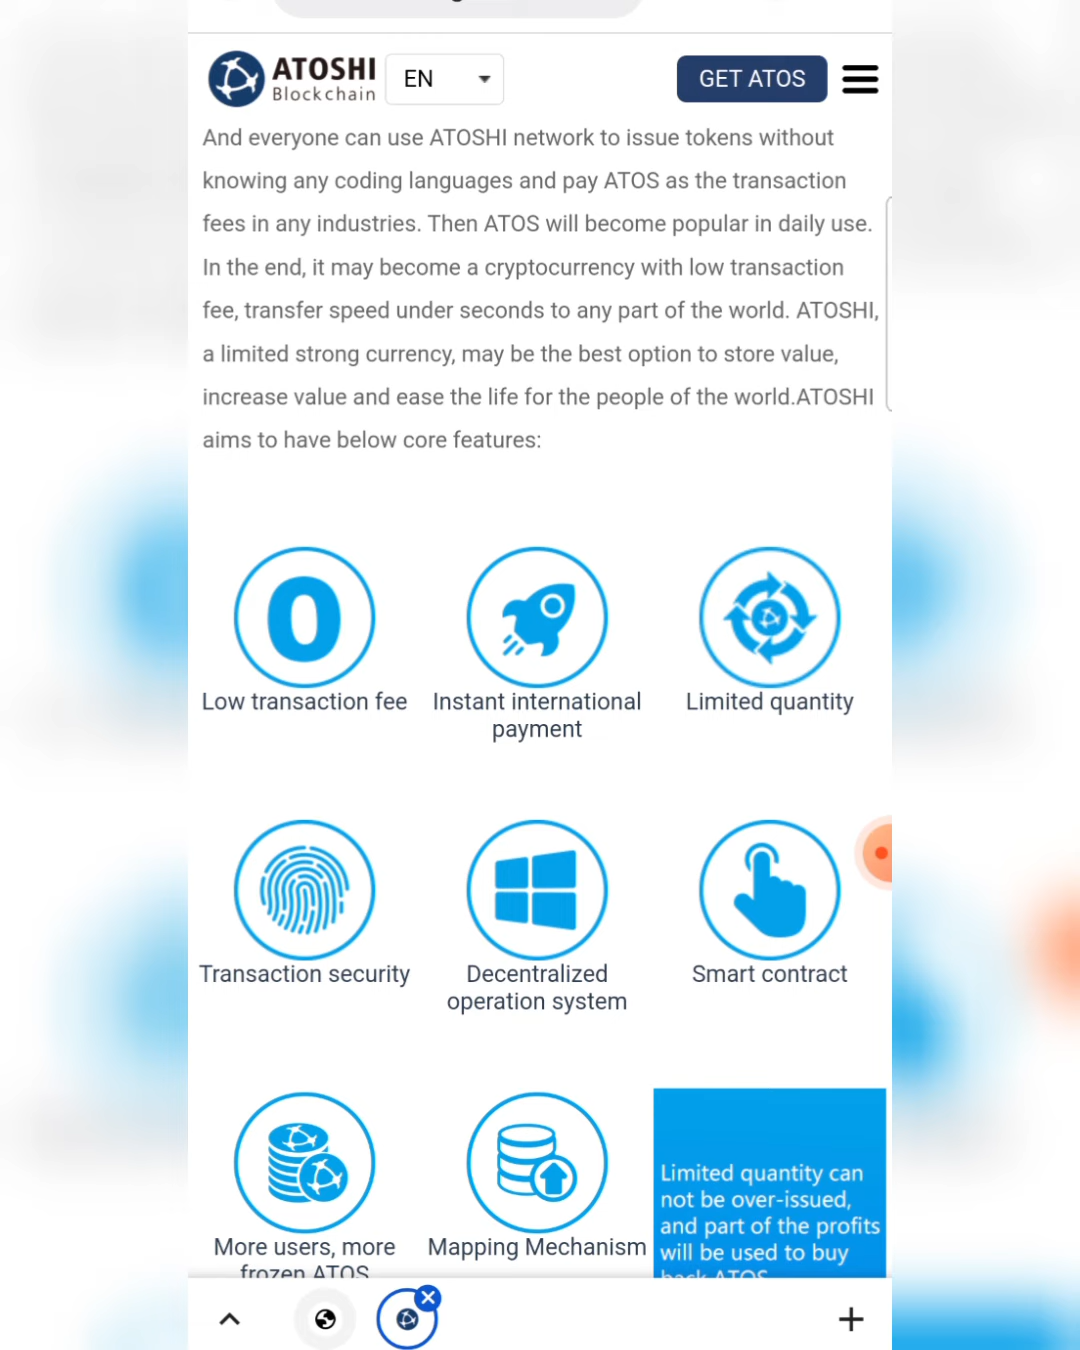 ATOSHI
Blockchain
EN
GET ATOS
And everyone can use ATOSHI network to issue tokens without
knowing any coding languages and pay ATOS as the transaction
fees in any industries. Then ATOS will become popular in daily use.
In the end, it may become a cryptocurrency with low transaction
fee, transfer speed under seconds to any part of the world. ATOSHI,
a limited strong currency, may be the best option to store value,
increase value and ease the life for the people of the world.ATOSHI
aims to have below core features:
0
Low transaction fee
Instant international
payment
Limited quantity
Transaction security
Decentralized
operation system
Smart contract
More users, more
frozen ATOS
Mapping Mechanism
Limited quantity can
not be over-issued,
and part of the profits
will be used to buy
back ATOS